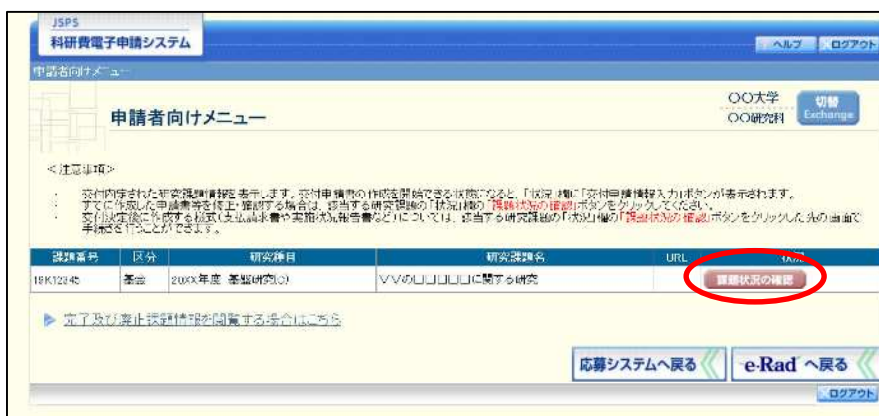 JSPS
科研費電子申請システム
ヘルプ ログアウト
申請者向けメニュー
申請者向けメニュー
〇〇大学
〇〇研究科
切替
Exchange
<注意事項>
・ 交付内定された研究課題情報を表示します。交付申請書の作成を開始できる状態になると、「状況」欄に「交付申請情報入力」ボタンが表示されます。
・ すでに作成した申請書等を修正・確認する場合は、該当する研究課題の「状況」欄の「課題状況の確認」ボタンをクリックしてください。
・ 交付決定後に作成する様式(支払請求書や実施状況報告書など)については、該当する研究課題の「状況」欄の「課題状況の確認」ボタンをクリックした先の画面で
手続きを行うことができます。
課題番号 区分 研究種目 研究課題名 URL 状況
19K12345 基金 20XX年度 基盤研究(C) ▽▽の□□□□□に関する研究 課題状況の確認
完了及び廃止課題情報を閲覧する場合はこちら
応募システムへ戻る e-Rad へ戻る
ログアウト